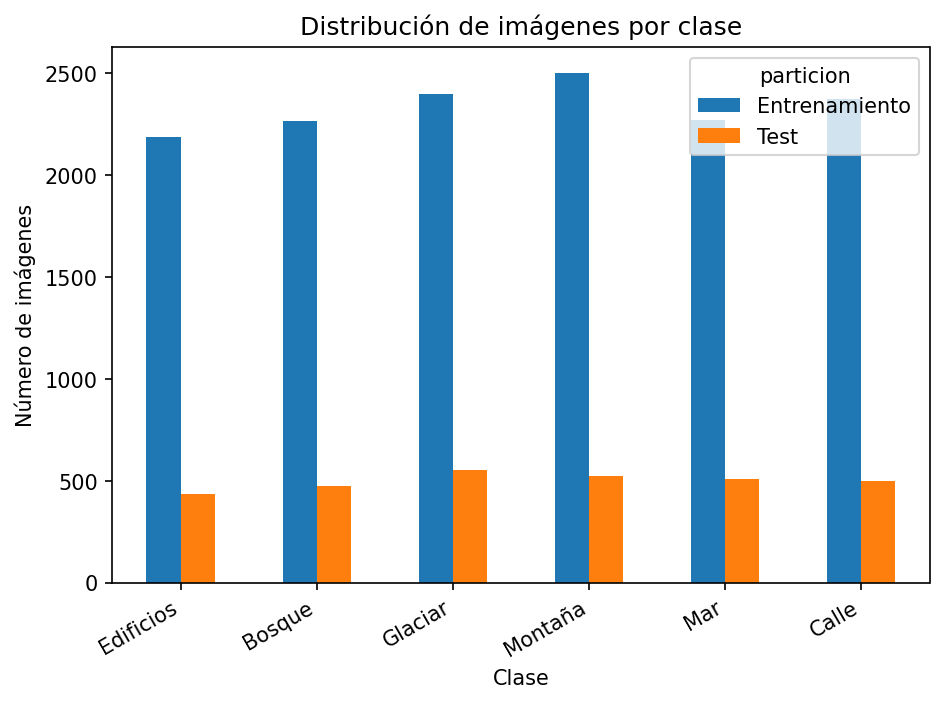 Distribución de imágenes por clase
particion
Entrenamiento
Test
Número de imágenes
2500
2000
1500
1000
500
0
Edificios
Bosque
Glaciar
Montaña
Mar
Calle
Clase